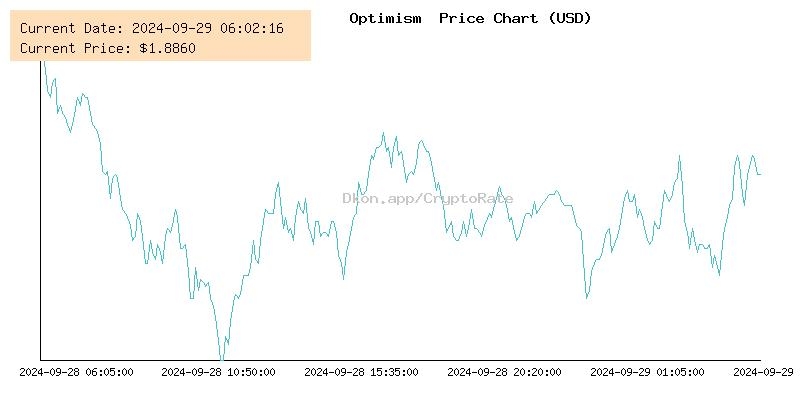 Optimism  Price Chart (USD)
Current Date: 2024-09-29 06:02:16
Current Price: $1.8860
Dkon.app/CryptoRate
2024-09-28 06:05:00 2024-09-28 10:50:00 2024-09-28 15:35:00 2024-09-28 20:20:00 2024-09-29 01:05:00 2024-09-29